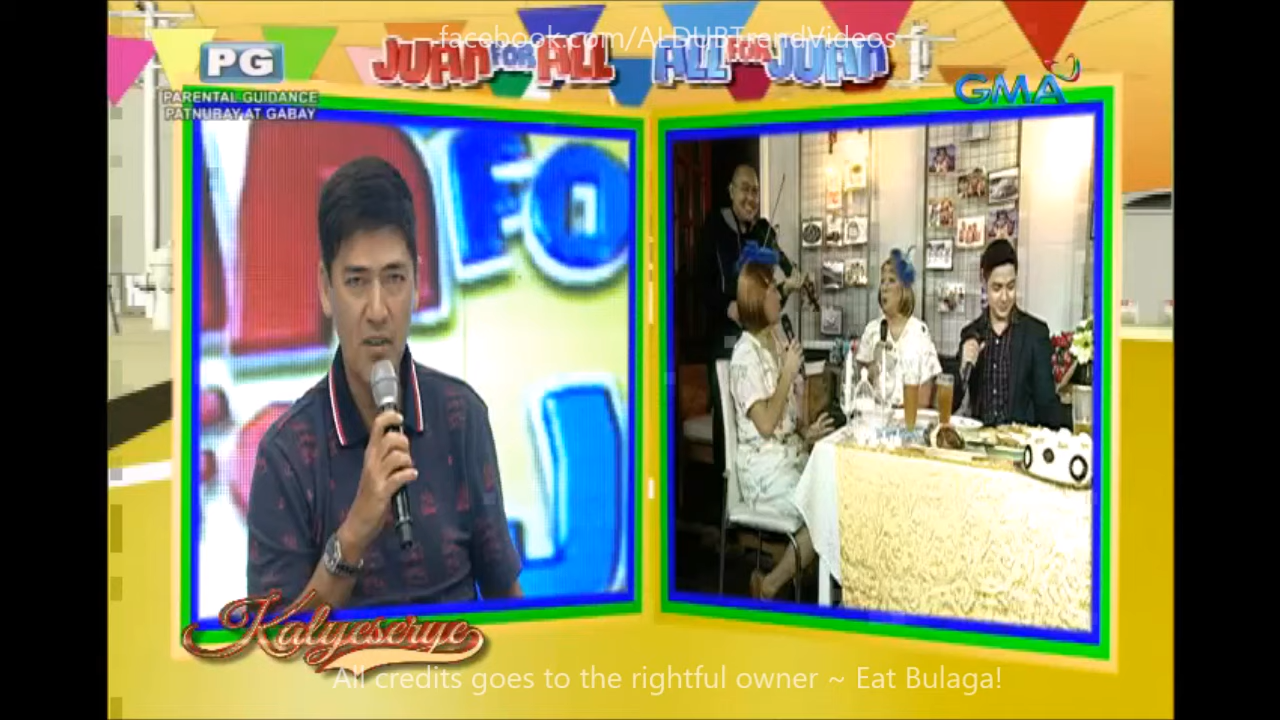 facebook.com/ALDUBTrendVideos
PG
PARENTAL GUIDANCE
PATNUBAY AT GABAY
JUAN FOR ALL ALL FOR JUAN
GMA
FO
J
Kalyeserye
All credits goes to the rightful owner ~ Eat Bulaga!